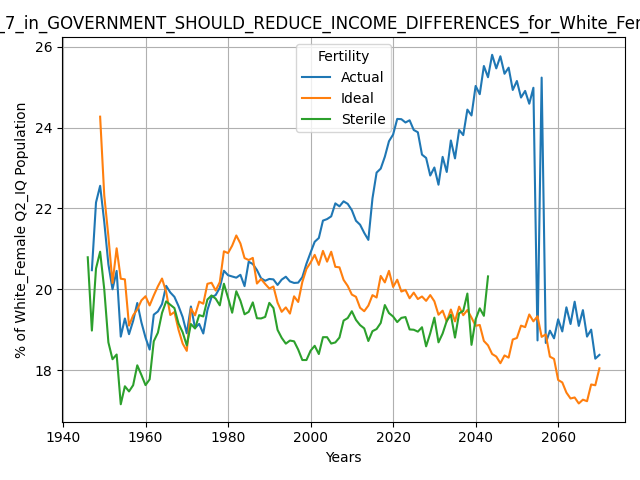 _7_in_GOVERNMENT_SHOULD_REDUCE_INCOME_DIFFERENCES_for_White_Fer
Fertility
Actual
Ideal
Sterile
26
24
22
20
18
% of White_Female Q2_IQ Population
1940
1960
1980
2000
2020
2040
2060
Years